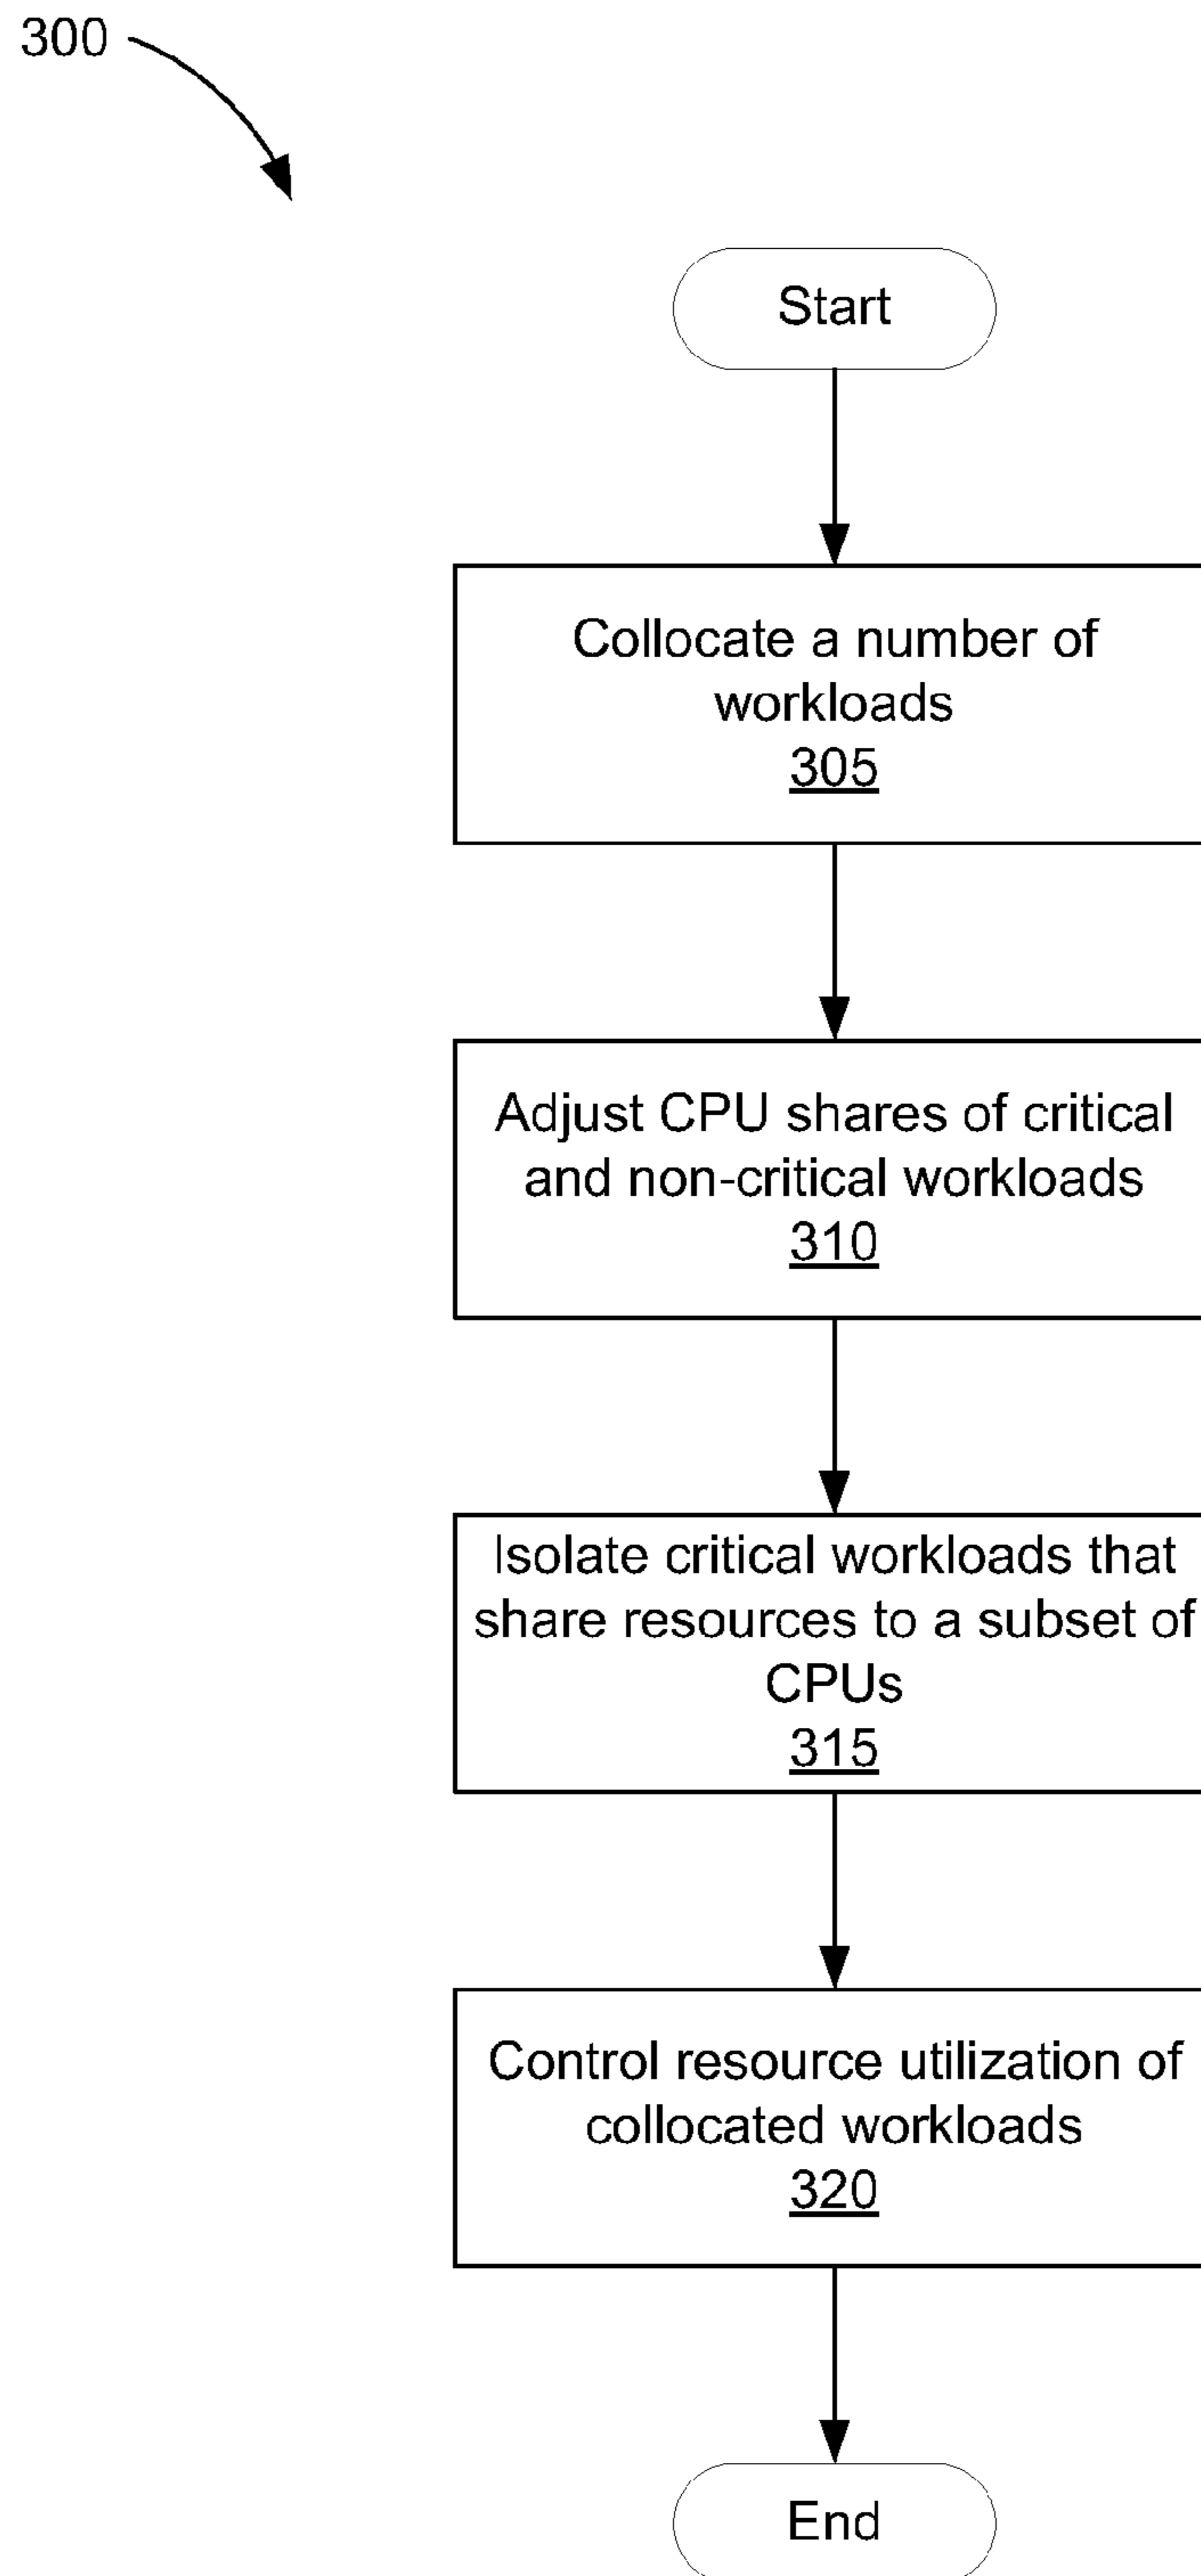 300
Start
Collocate a number of
workloads
305
Adjust CPU shares of critical
and non-critical workloads
310
Isolate critical workloads that
share resources to a subset of
CPUs
315
Control resource utilization of
collocated workloads
320
End